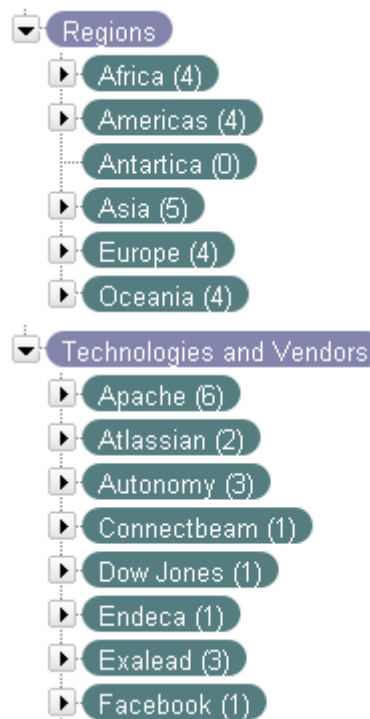 Regions
Africa (4)
Americas (4)
Antartica (0)
Asia (5)
Europe (4)
Oceania (4)
Technologies and Vendors
Apache (6)
Atlassian (2)
Autonomy (3)
Connectbeam (1)
Dow Jones (1)
Endeca (1)
Exalead (3)
Facebook (1)